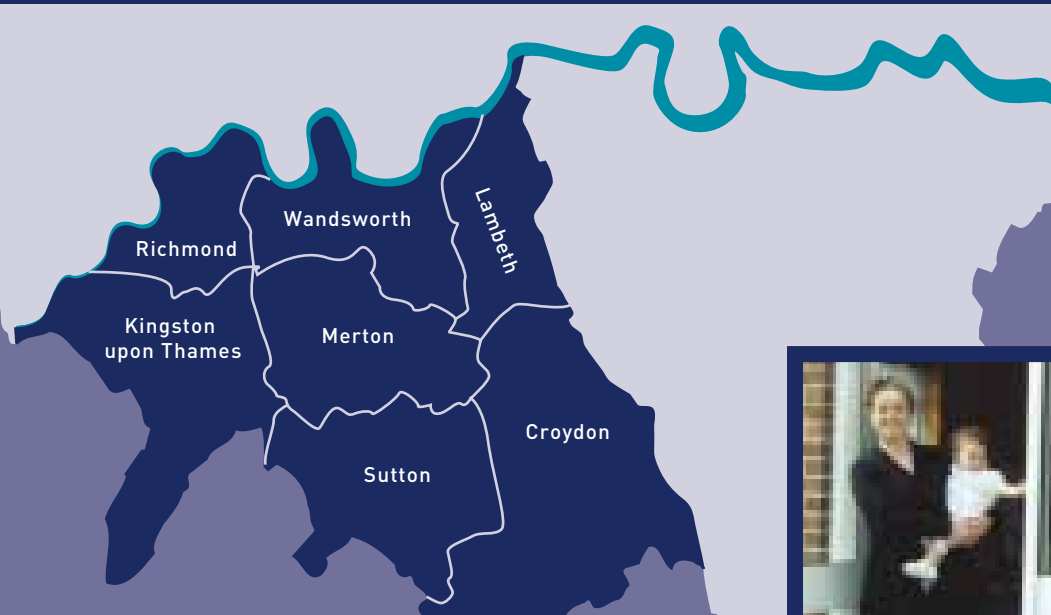 Wandsworth
Lambeth
Richmond
Kingston
upon Thames
Merton
Croydon
Sutton